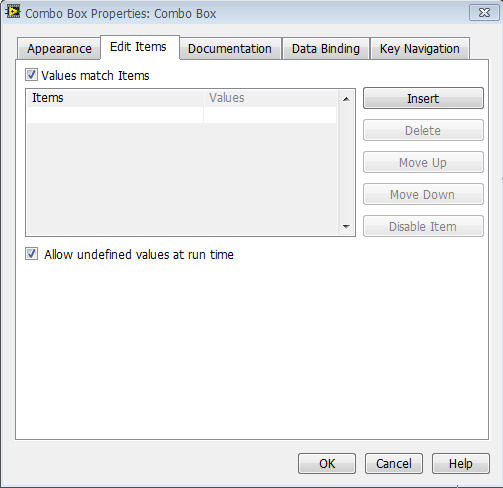 Combo Box Properties: Combo Box
Appearance Edit Items Documentation Data Binding Key Navigation
Values match Items
Items Values
Insert
Delete
Move Up
Move Down
Disable Item
Allow undefined values at run time
OK Cancel Help